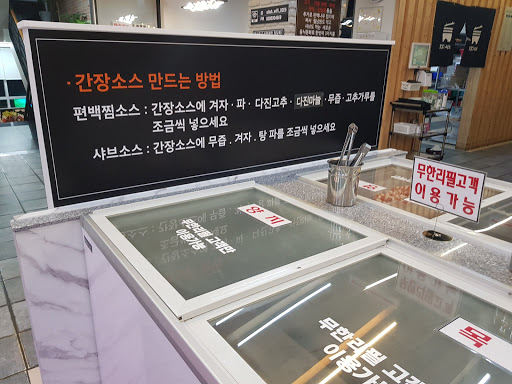 · 간장소스 만드는 방법
편백찜소스 : 간장소스에 겨자 · 파 · 다진고추 · 다진마늘 · 무즙 · 고추가루를
조금씩 넣으세요
샤브소스 : 간장소스에 무즙 . 겨자 . 탕 파를 조금씩 넣으세요
무한리필고객
이용가능
양지
무한리필 고객만
이용가능
목
무한리필 고객만
이용가능